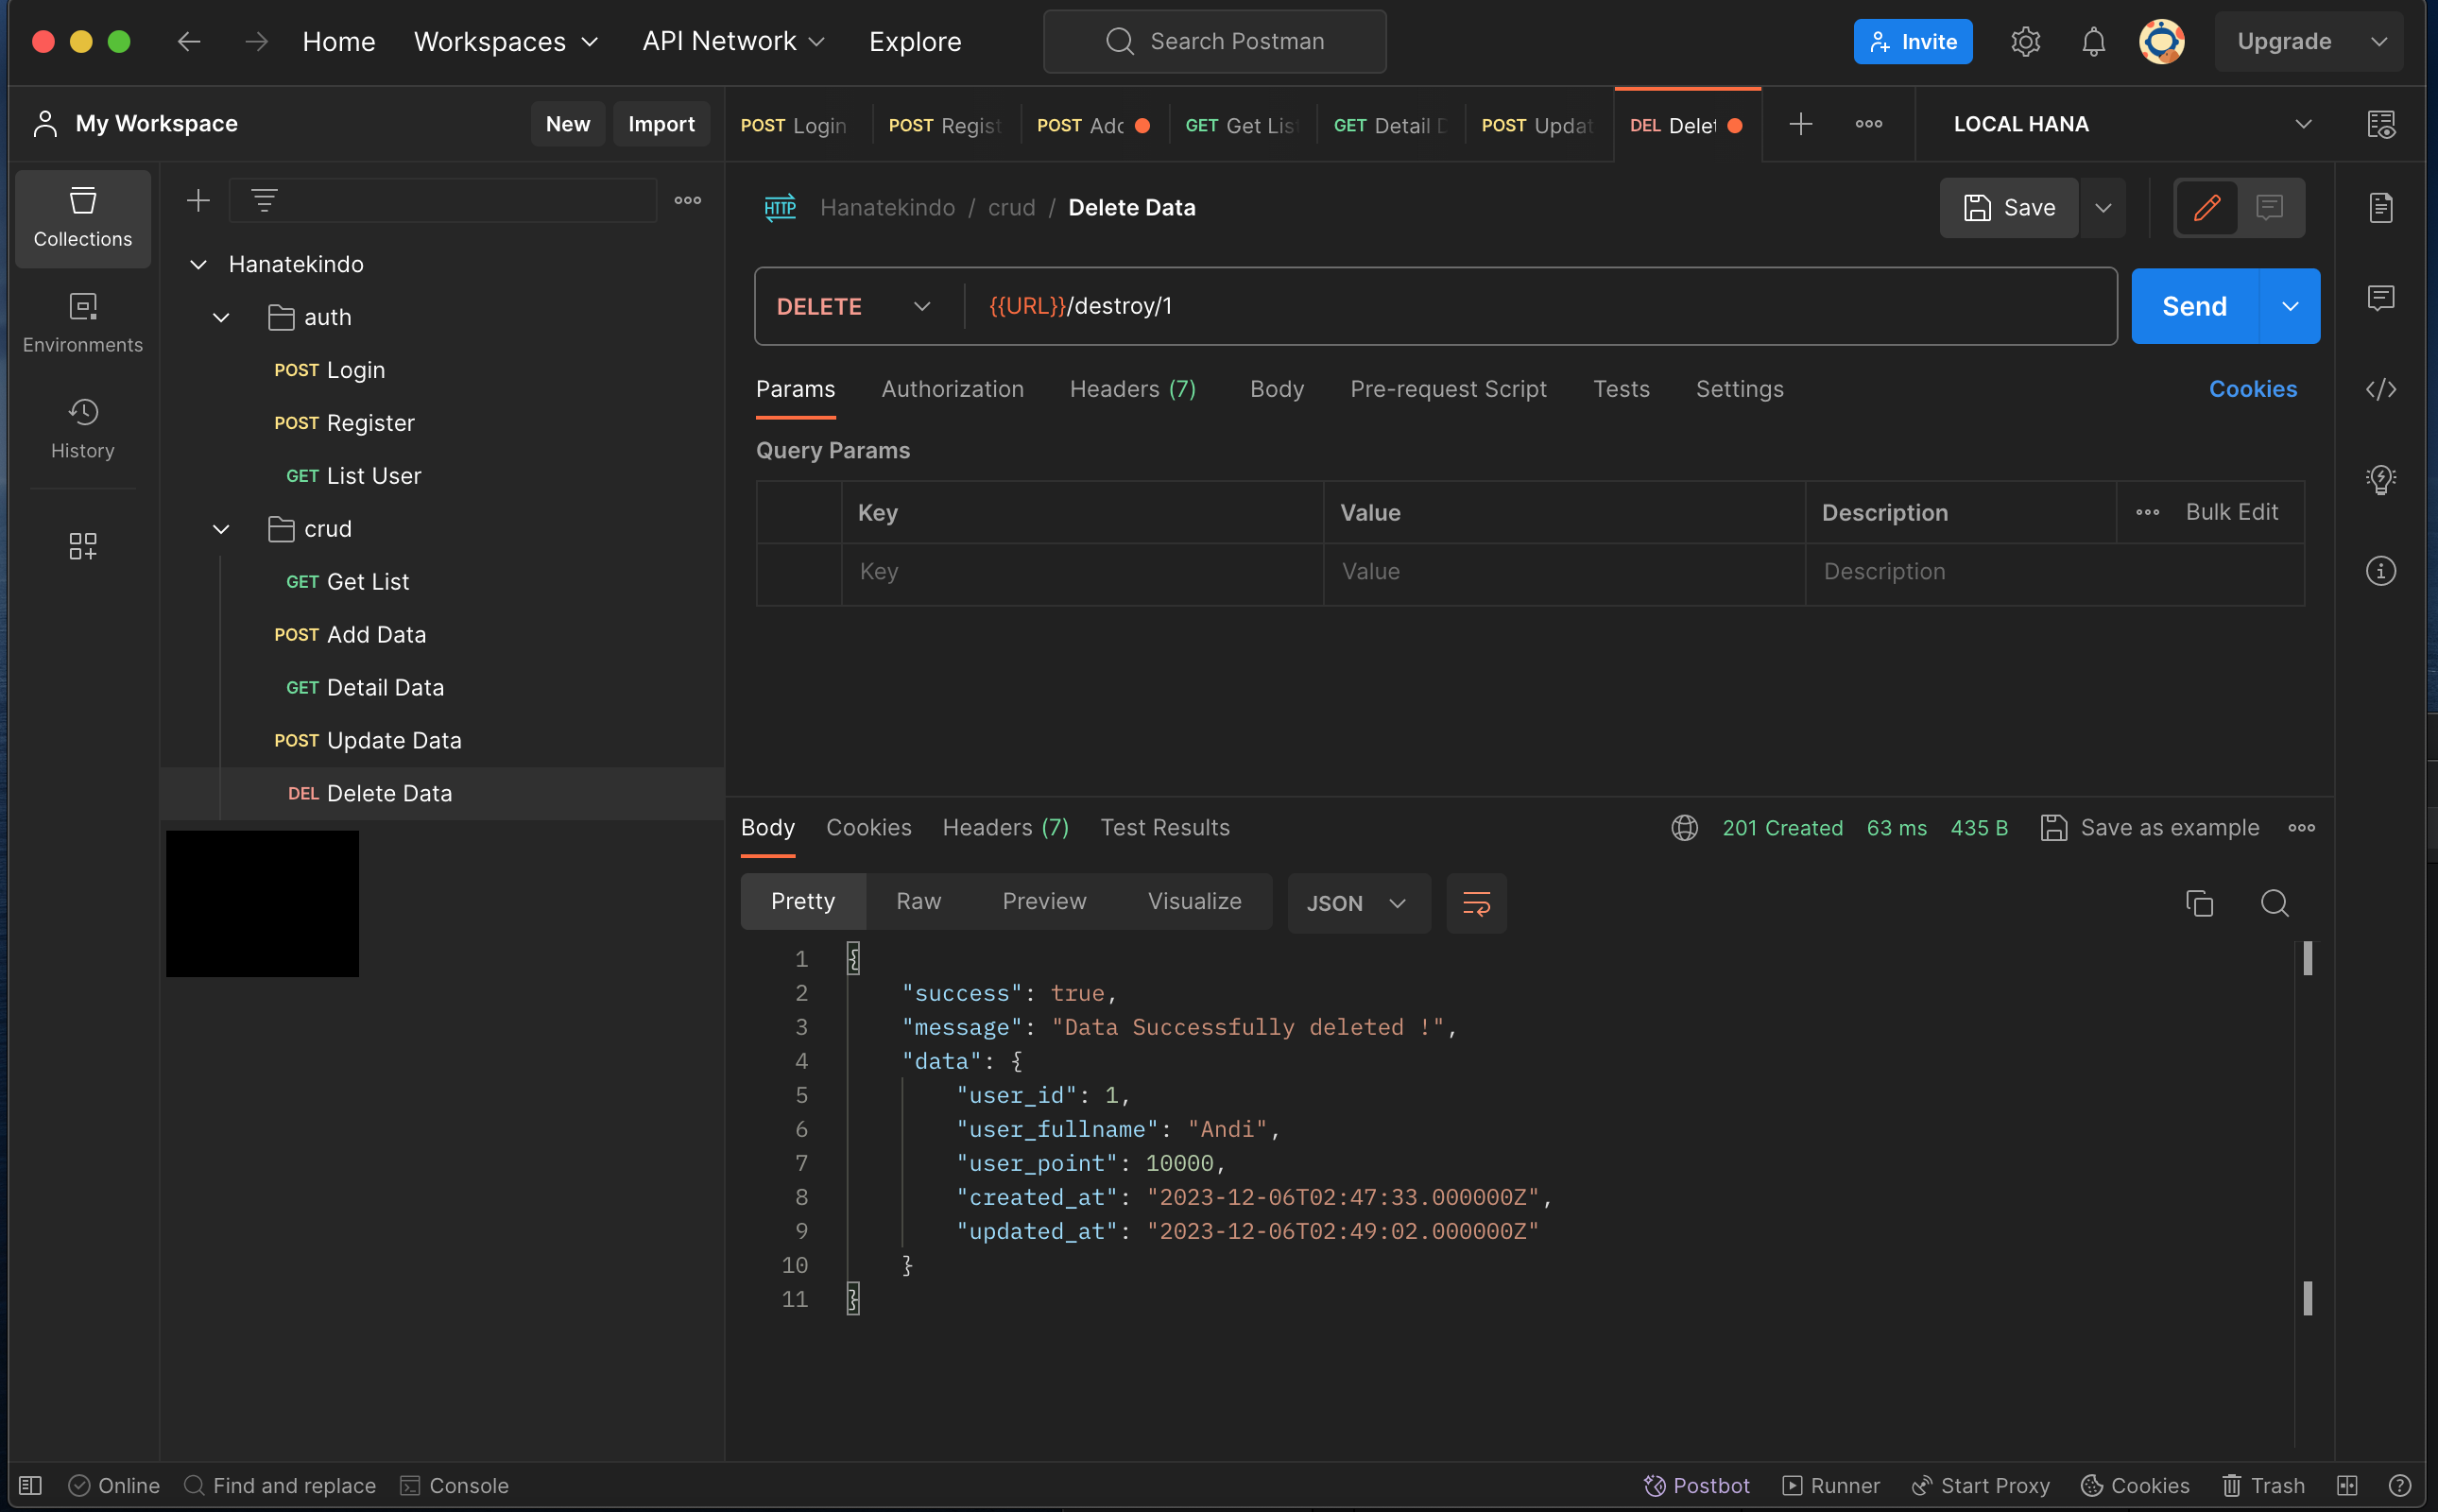 Home Workspaces API Network Explore Search Postman Invite Upgrade
My Workspace New Import
POST Login POST Regist POST Adc GET Get Lis GET Detail D POST Updat DEL Delet LOCAL HANA
Collections
Environments
History
Hanatekindo
auth
POST Login
POST Register
GET List User
crud
GET Get List
POST Add Data
GET Detail Data
POST Update Data
DEL Delete Data
HTTP Hanatekindo / crud / Delete Data Save
DELETE {{URL}}/destroy/1 Send
Params Authorization Headers (7) Body Pre-request Script Tests Settings Cookies
Query Params
Key Value Description Bulk Edit
Key Value Description
Body Cookies Headers (7) Test Results 201 Created 63 ms 435 B Save as example
Pretty Raw Preview Visualize JSON
1 {
2 "success": true,
3 "message": "Data Successfully deleted !",
4 "data": {
5 "user_id": 1,
6 "user_fullname": "Andi",
7 "user_point": 10000,
8 "created_at": "2023-12-06T02:47:33.000000Z",
9 "updated_at": "2023-12-06T02:49:02.000000Z"
10 }
11 }
Online Find and replace Console Postbot Runner Start Proxy Cookies Trash